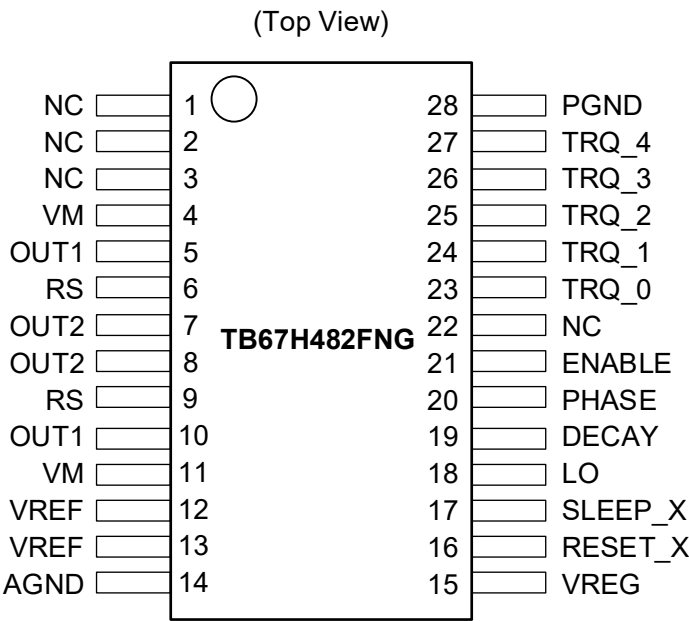 (Top View)
NC 1 28 PGND
NC 2 27 TRQ_4
NC 3 26 TRQ_3
VM 4 25 TRQ_2
OUT1 5 24 TRQ_1
RS 6 23 TRQ_0
OUT2 7 22 NC
TB67H482FNG
OUT2 8 21 ENABLE
RS 9 20 PHASE
OUT1 10 19 DECAY
VM 11 18 LO
VREF 12 17 SLEEP_X
VREF 13 16 RESET_X
AGND 14 15 VREG